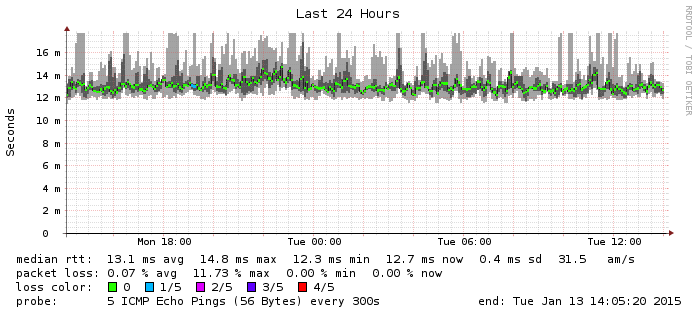 Last 24 Hours
RRDTOOL / TOBI OETIKER
Seconds
16 m
14 m
12 m
10 m
8 m
6 m
4 m
2 m
0
Mon 18:00 Tue 00:00 Tue 06:00 Tue 12:00
median rtt: 13.1 ms avg 14.8 ms max 12.3 ms min 12.7 ms now 0.4 ms sd 31.5 am/s
packet loss: 0.07 % avg 11.73 % max 0.00 % min 0.00 % now
loss color: 0 1/5 2/5 3/5 4/5
probe: 5 ICMP Echo Pings (56 Bytes) every 300s end: Tue Jan 13 14:05:20 2015